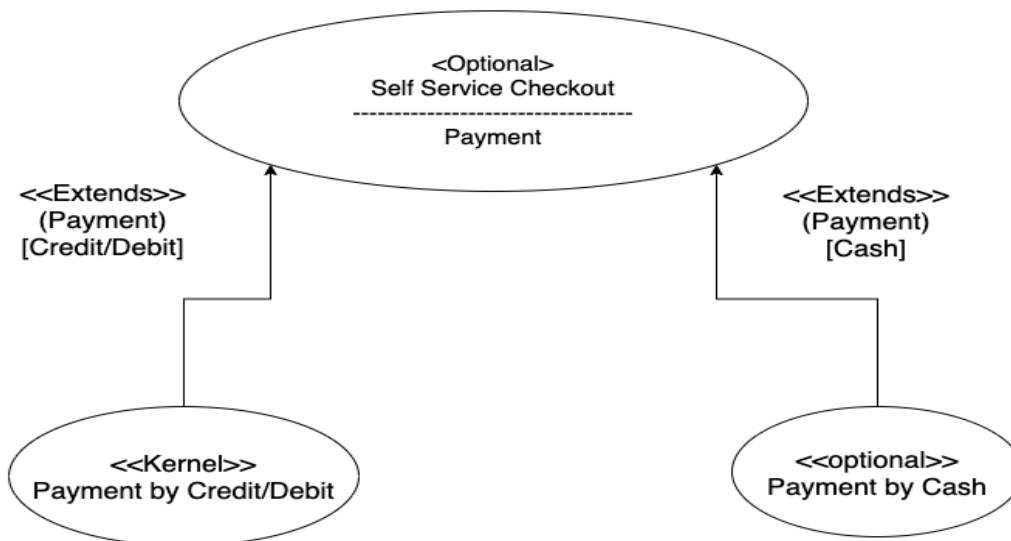 <Optional>
Self Service Checkout
----------------------------------
Payment
<<Extends>>
(Payment)
[Credit/Debit]
<<Extends>>
(Payment)
[Cash]
<<Kernel>>
Payment by Credit/Debit
<<optional>>
Payment by Cash